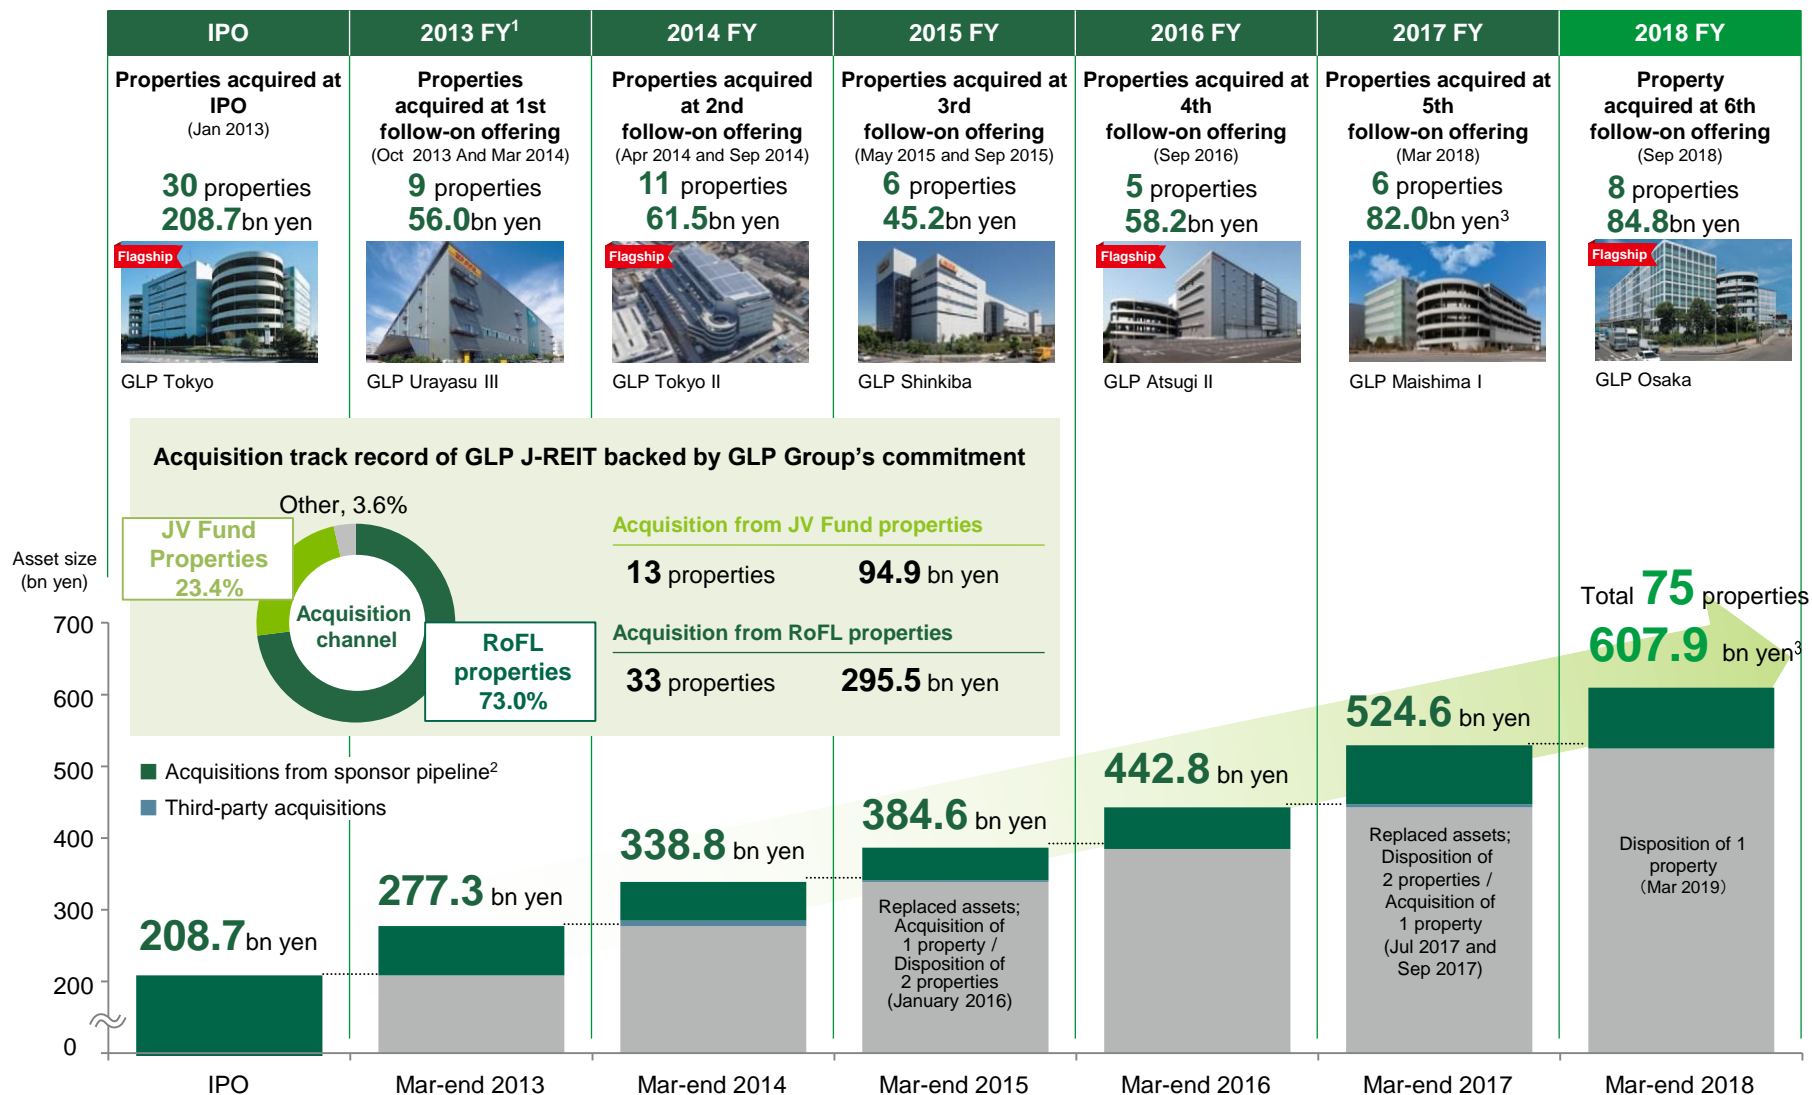 IPO
2013 FY1
2014 FY
2015 FY
2016 FY
2017 FY
2018 FY
Properties acquired at
IPO
(Jan 2013)
30 properties
208.7bn yen
Flagship
GLP Tokyo
Properties
acquired at 1st
follow-on offering
(Oct 2013 And Mar 2014)
9 properties
56.0bn yen
GLP Urayasu III
Properties acquired
at 2nd
follow-on offering
(Apr 2014 and Sep 2014)
11 properties
61.5bn yen
Flagship
GLP Tokyo II
Properties acquired at
3rd
follow-on offering
(May 2015 and Sep 2015)
6 properties
45.2bn yen
GLP Shinkiba
Properties acquired at
4th
follow-on offering
(Sep 2016)
5 properties
58.2bn yen
Flagship
GLP Atsugi II
Properties acquired at
5th
follow-on offering
(Mar 2018)
6 properties
82.0bn yen3
GLP Maishima I
Property
acquired at 6th
follow-on offering
(Sep 2018)
8 properties
84.8bn yen
Flagship
GLP Osaka
Acquisition track record of GLP J-REIT backed by GLP Group's commitment
Other, 3.6%
JV Fund
Properties
23.4%
Acquisition
channel
RoFL
properties
73.0%
Acquisition from JV Fund properties
13 properties 94.9 bn yen
Acquisition from RoFL properties
33 properties 295.5 bn yen
Asset size
(bn yen)
700
600
500
400
300
200
0
Acquisitions from sponsor pipeline2
Third-party acquisitions
208.7bn yen
277.3 bn yen
338.8 bn yen
384.6 bn yen
442.8 bn yen
524.6 bn yen
Total 75 properties
607.9 bn yen3
Replaced assets;
Acquisition of
1 property /
Disposition of
2 properties
(January 2016)
Replaced assets;
Disposition of
2 properties /
Acquisition of
1 property
(Jul 2017 and
Sep 2017)
Disposition of 1
property
(Mar 2019)
IPO
Mar-end 2013
Mar-end 2014
Mar-end 2015
Mar-end 2016
Mar-end 2017
Mar-end 2018